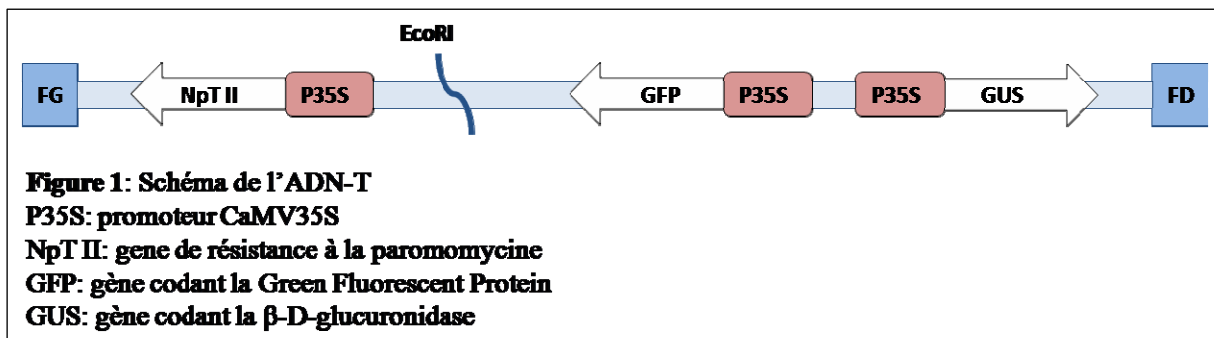 EcoRI
FG NpT II P35S GFP P35S P35S GUS FD
Figure 1: Schéma de l'ADN-T
P35S: promoteur CaMV35S
NpT II: gene de résistance à la paromomycine
GFP: gène codant la Green Fluorescent Protein
GUS: gène codant la β-D-glucuronidase